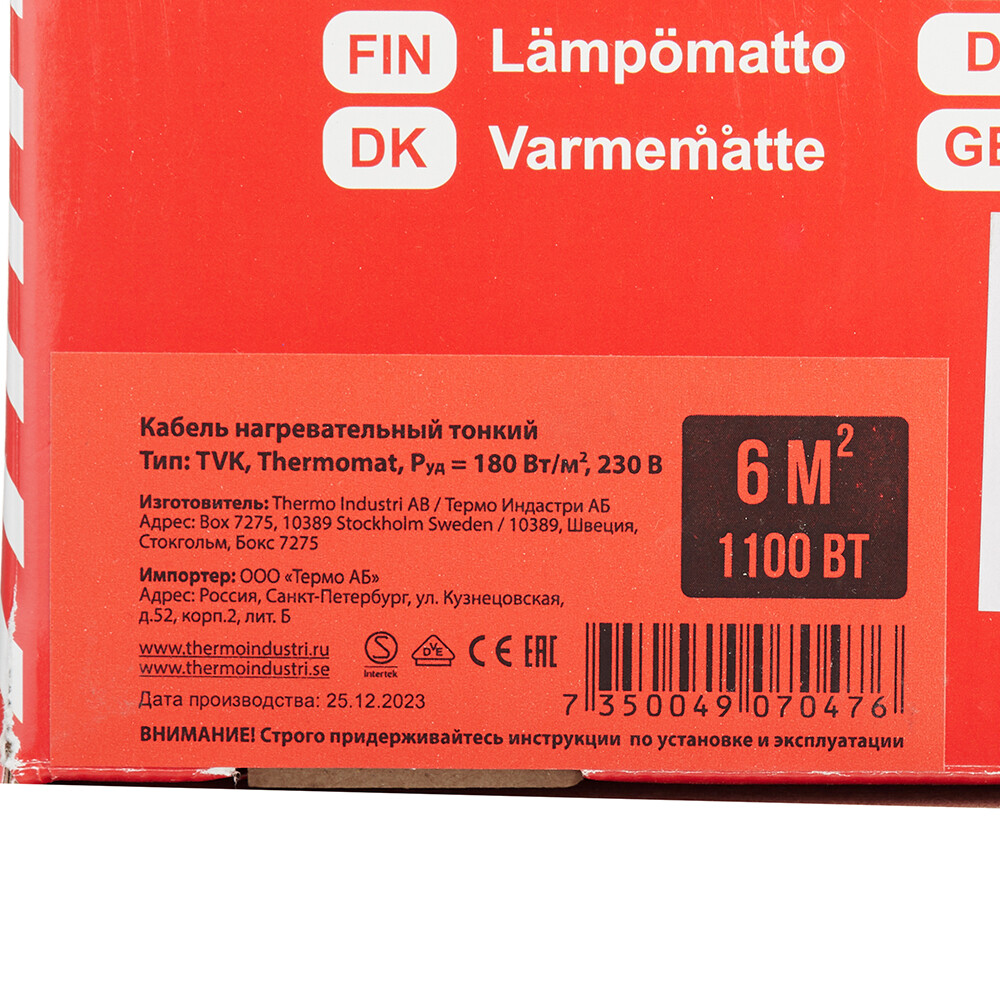 FIN Lämpömatto D
DK Varmemåtte GE
Кабель нагревательный тонкий
Тип: TVK, Thermomat, Pуд = 180 Вт/м², 230 В
Изготовитель: Thermo Industri AB / Термо Индастри АБ
Адрес: Box 7275, 10389 Stockholm Sweden / 10389, Швеция,
Стокгольм, Бокс 7275
Импортер: ООО «Термо АБ»
Адрес: Россия, Санкт-Петербург, ул. Кузнецовская,
д.52, корп.2, лит. Б
6 М²
1100 ВТ
www.thermoindustri.ru
www.thermoindustri.se
S
Intertek
DVE
CE EAC
Дата производства: 25.12.2023
7 350049 070476
ВНИМАНИЕ! Строго придерживайтесь инструкции по установке и эксплуатации